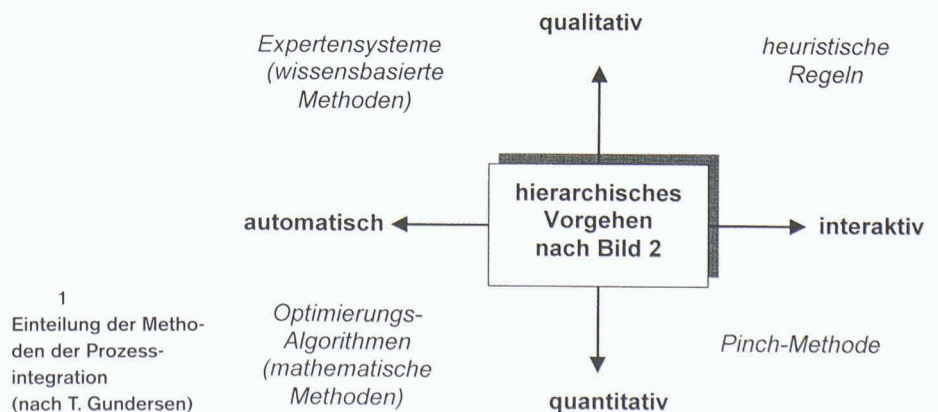 qualitativ
Expertensysteme
(wissensbasierte
Methoden)
heuristische
Regeln
hierarchisches
Vorgehen
nach Bild 2
automatisch
interaktiv
Optimierungs-
Algorithmen
(mathematische
Methoden)
Pinch-Methode
quantitativ
1
Einteilung der Metho-
den der Prozess-
integration
(nach T. Gundersen)